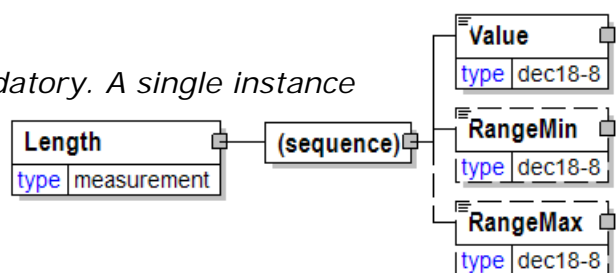 Value
type dec18-8
datory. A single instance
RangeMin
type dec18-8
Length
type measurement
(sequence)
RangeMax
type dec18-8